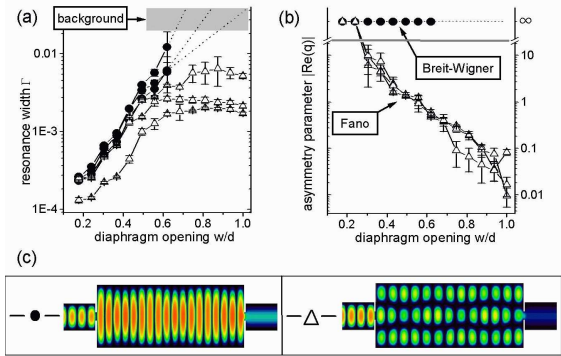 (a)
background
resonance width Γ
0.01
1E-3
1E-4
0.2 0.4 0.6 0.8 1.0
diaphragm opening w/d
(b)
asymmetry parameter |Re(q)|
∞
10
1
0.1
0.01
Breit-Wigner
Fano
0.2 0.4 0.6 0.8 1.0
diaphragm opening w/d
(c)